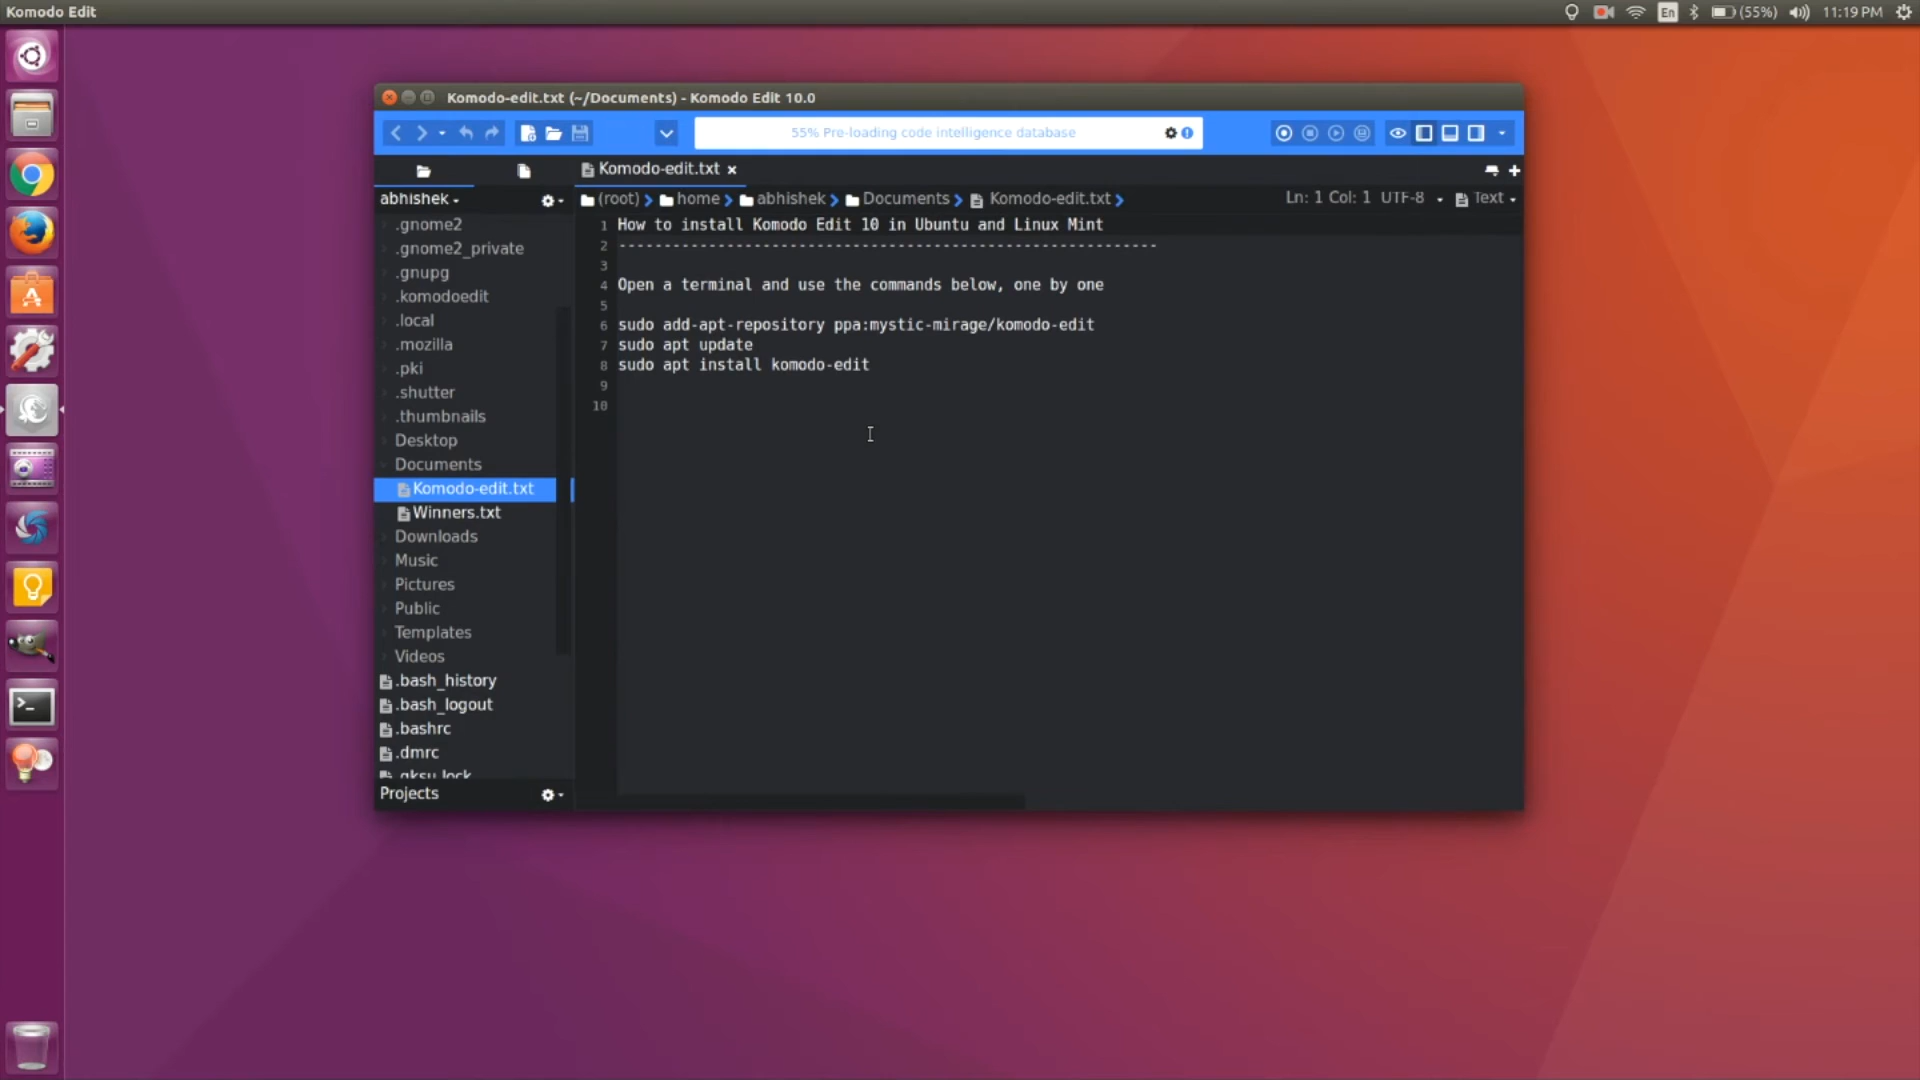 Komodo Edit
En
(55%)
11:19 PM
Komodo-edit.txt (~/Documents) - Komodo Edit 10.0
55% Pre-loading code intelligence database
Komodo-edit.txt
abhishek
(root) home abhishek Documents Komodo-edit.txt
Ln: 1 Col: 1 UTF-8 Text
.gnome2
.gnome2_private
.gnupg
.komodoedit
.local
.mozilla
.pki
.shutter
.thumbnails
Desktop
Documents
Komodo-edit.txt
Winners.txt
Downloads
Music
Pictures
Public
Templates
Videos
.bash_history
.bash_logout
.bashrc
.dmrc
.gksu.lock
Projects
1 How to install Komodo Edit 10 in Ubuntu and Linux Mint
2 ------------------------------------------------------------
3
4 Open a terminal and use the commands below, one by one
5
6 sudo add-apt-repository ppa:mystic-mirage/komodo-edit
7 sudo apt update
8 sudo apt install komodo-edit
9
10